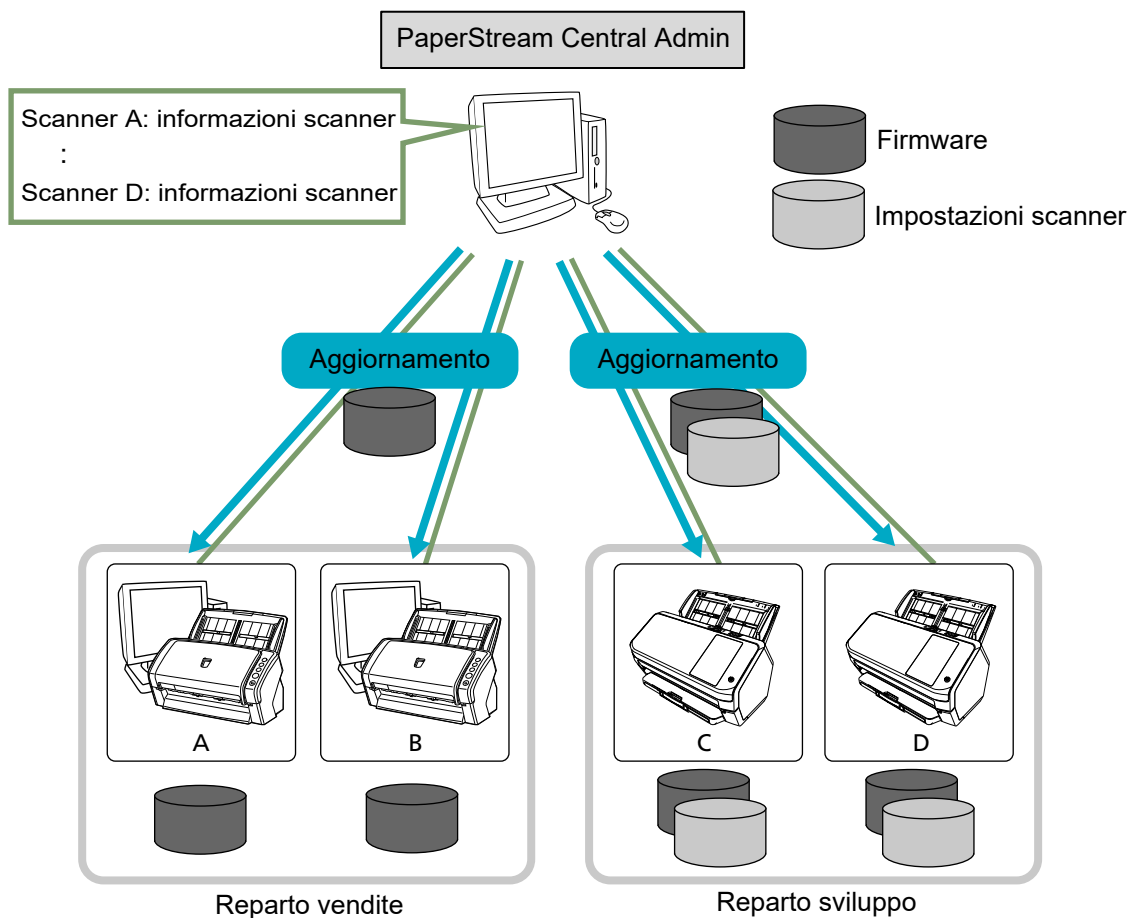 PaperStream Central Admin
Scanner A: informazioni scanner
:
Scanner D: informazioni scanner
Firmware
Impostazioni scanner
Aggiornamento
Aggiornamento
A
B
C
D
Reparto vendite
Reparto sviluppo